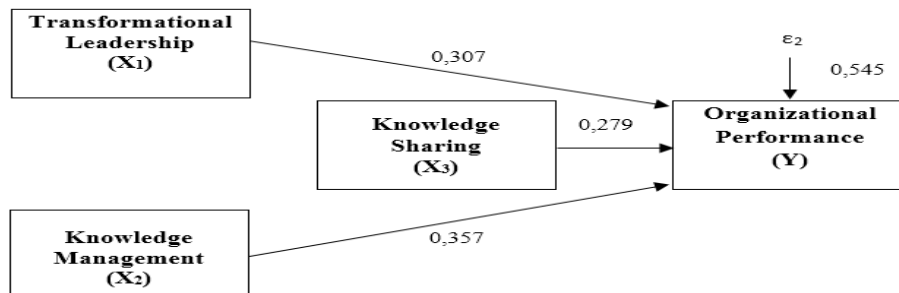 Transformational
Leadership
(X₁)
0,307
ε₂
0,545
Knowledge
Sharing
(X₃)
0,279
Organizational
Performance
(Y)
Knowledge
Management
(X₂)
0,357